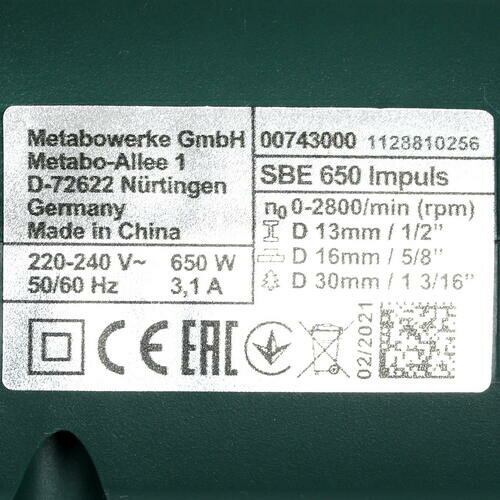 Metabowerke GmbH
Metabo-Allee 1
D-72622 Nürtingen
Germany
Made in China
220-240 V~ 650 W
50/60 Hz 3,1 A
00743000 1128810256
SBE 650 Impuls
n0 0-2800/min (rpm)
D 13mm / 1/2”
D 16mm / 5/8”
D 30mm / 1 3/16”
CE EAC
02/2021